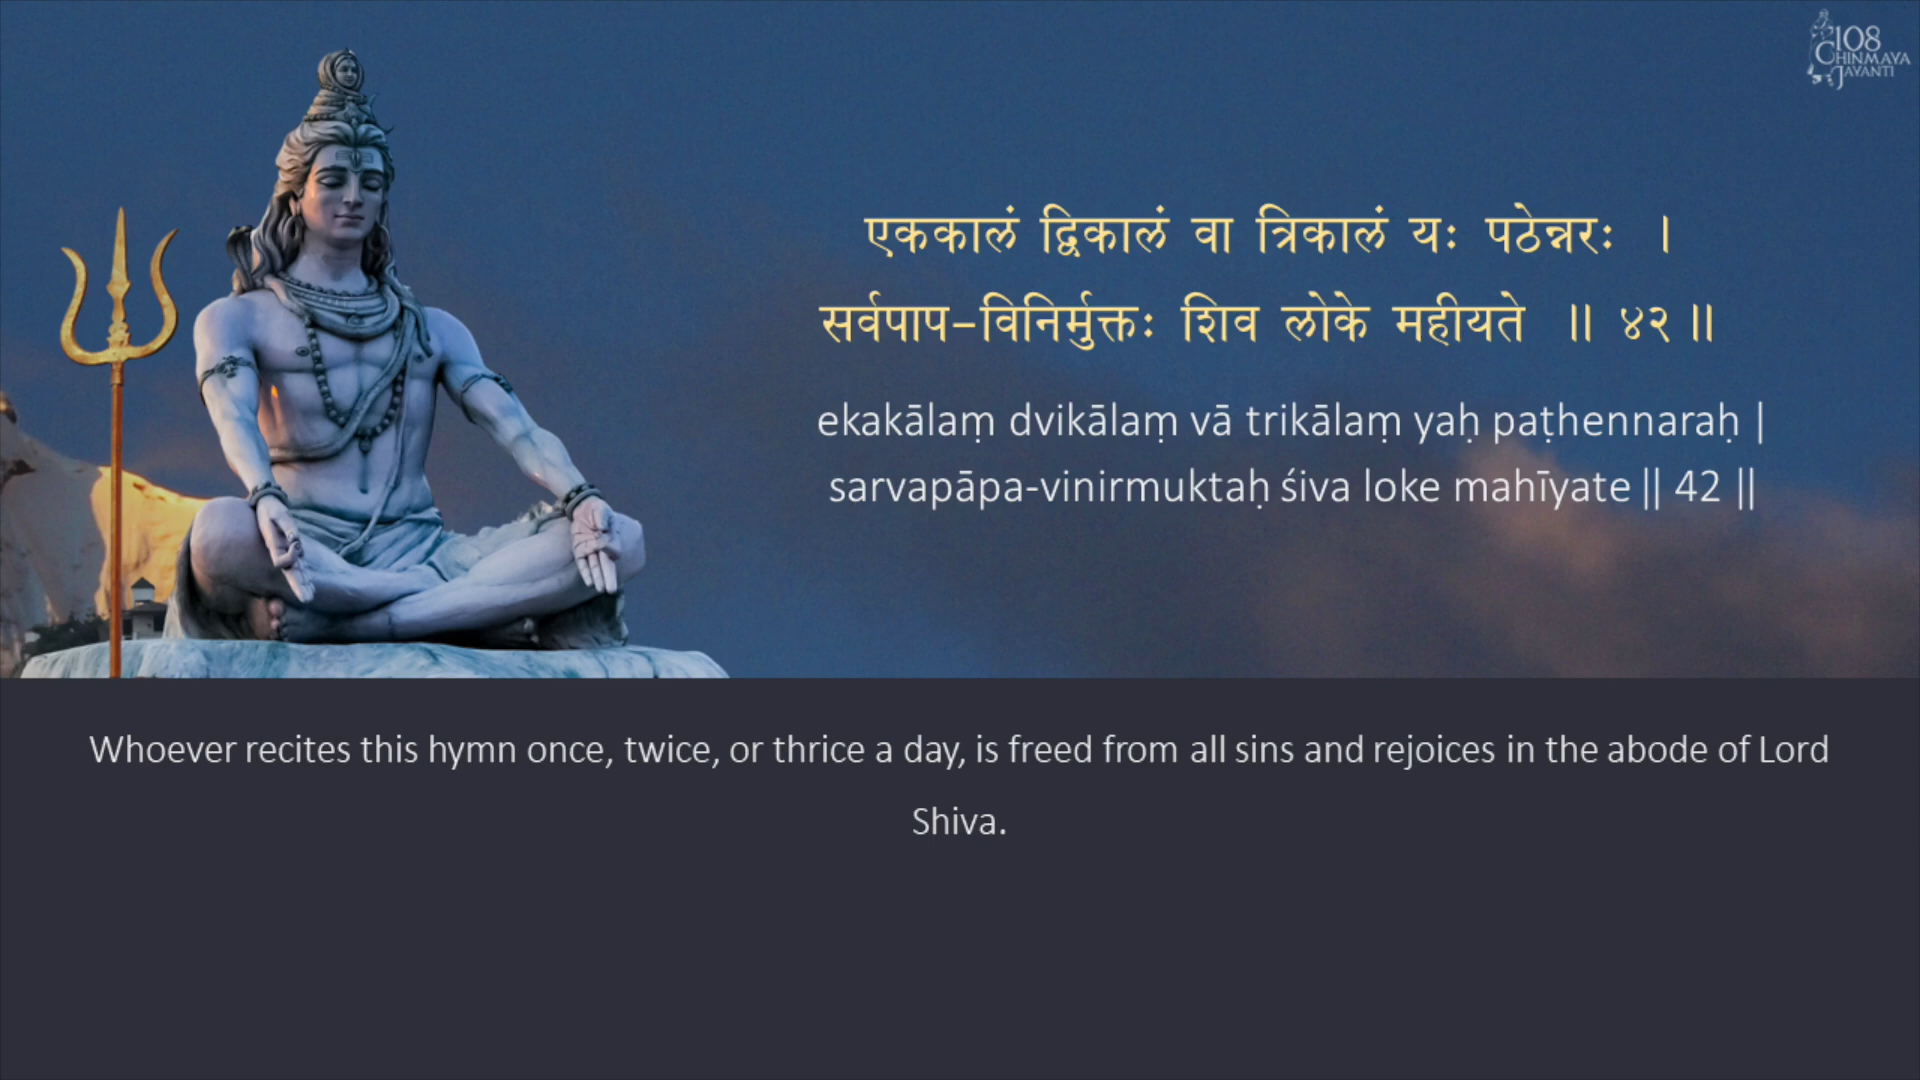 108
CHINMAYA
JAYANTI
एककालं द्विकालं वा त्रिकालं यः पठेन्नरः ।
सर्वपाप-विनिर्मुक्तः शिव लोके महीयते ॥ ४२ ॥
ekakālaṃ dvikālaṃ vā trikālaṃ yaḥ paṭhennaraḥ |
sarvapāpa-vinirmuktaḥ śiva loke mahīyate || 42 ||
Whoever recites this hymn once, twice, or thrice a day, is freed from all sins and rejoices in the abode of Lord
Shiva.